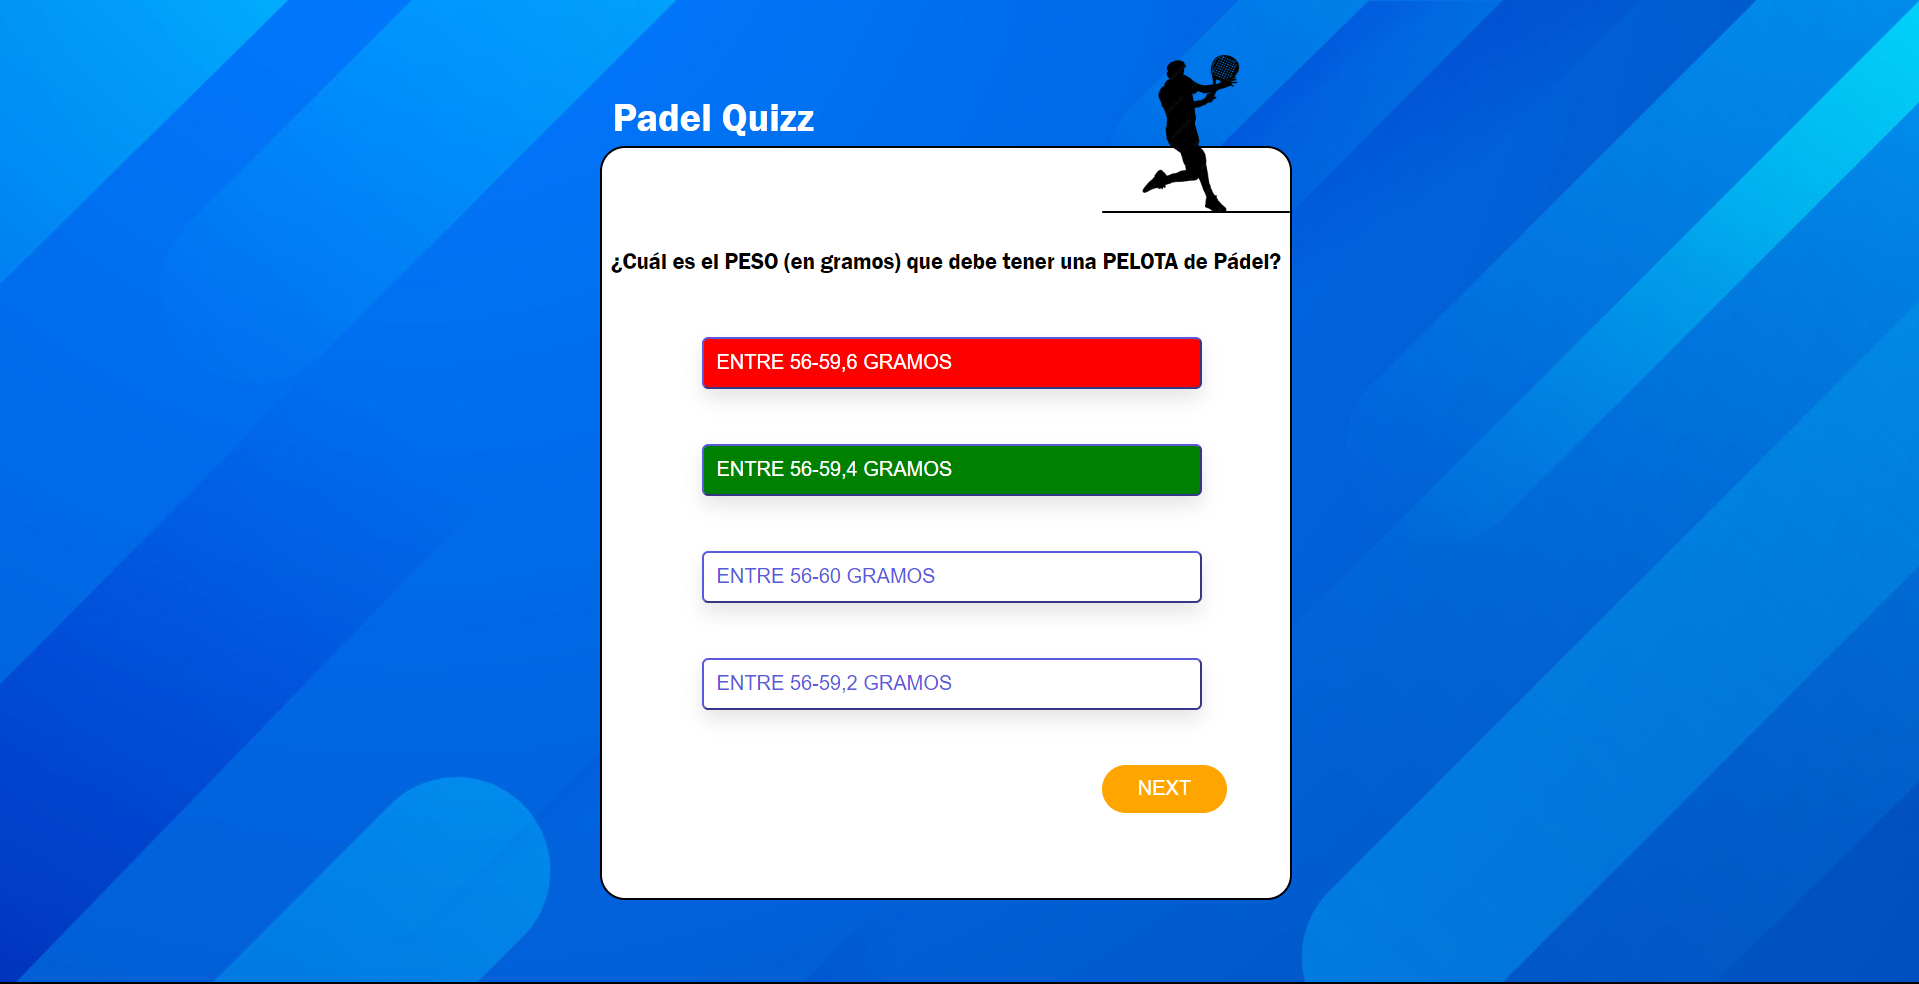 Padel Quizz
¿Cuál es el PESO (en gramos) que debe tener una PELOTA de Pádel?
ENTRE 56-59,6 GRAMOS
ENTRE 56-59,4 GRAMOS
ENTRE 56-60 GRAMOS
ENTRE 56-59,2 GRAMOS
NEXT